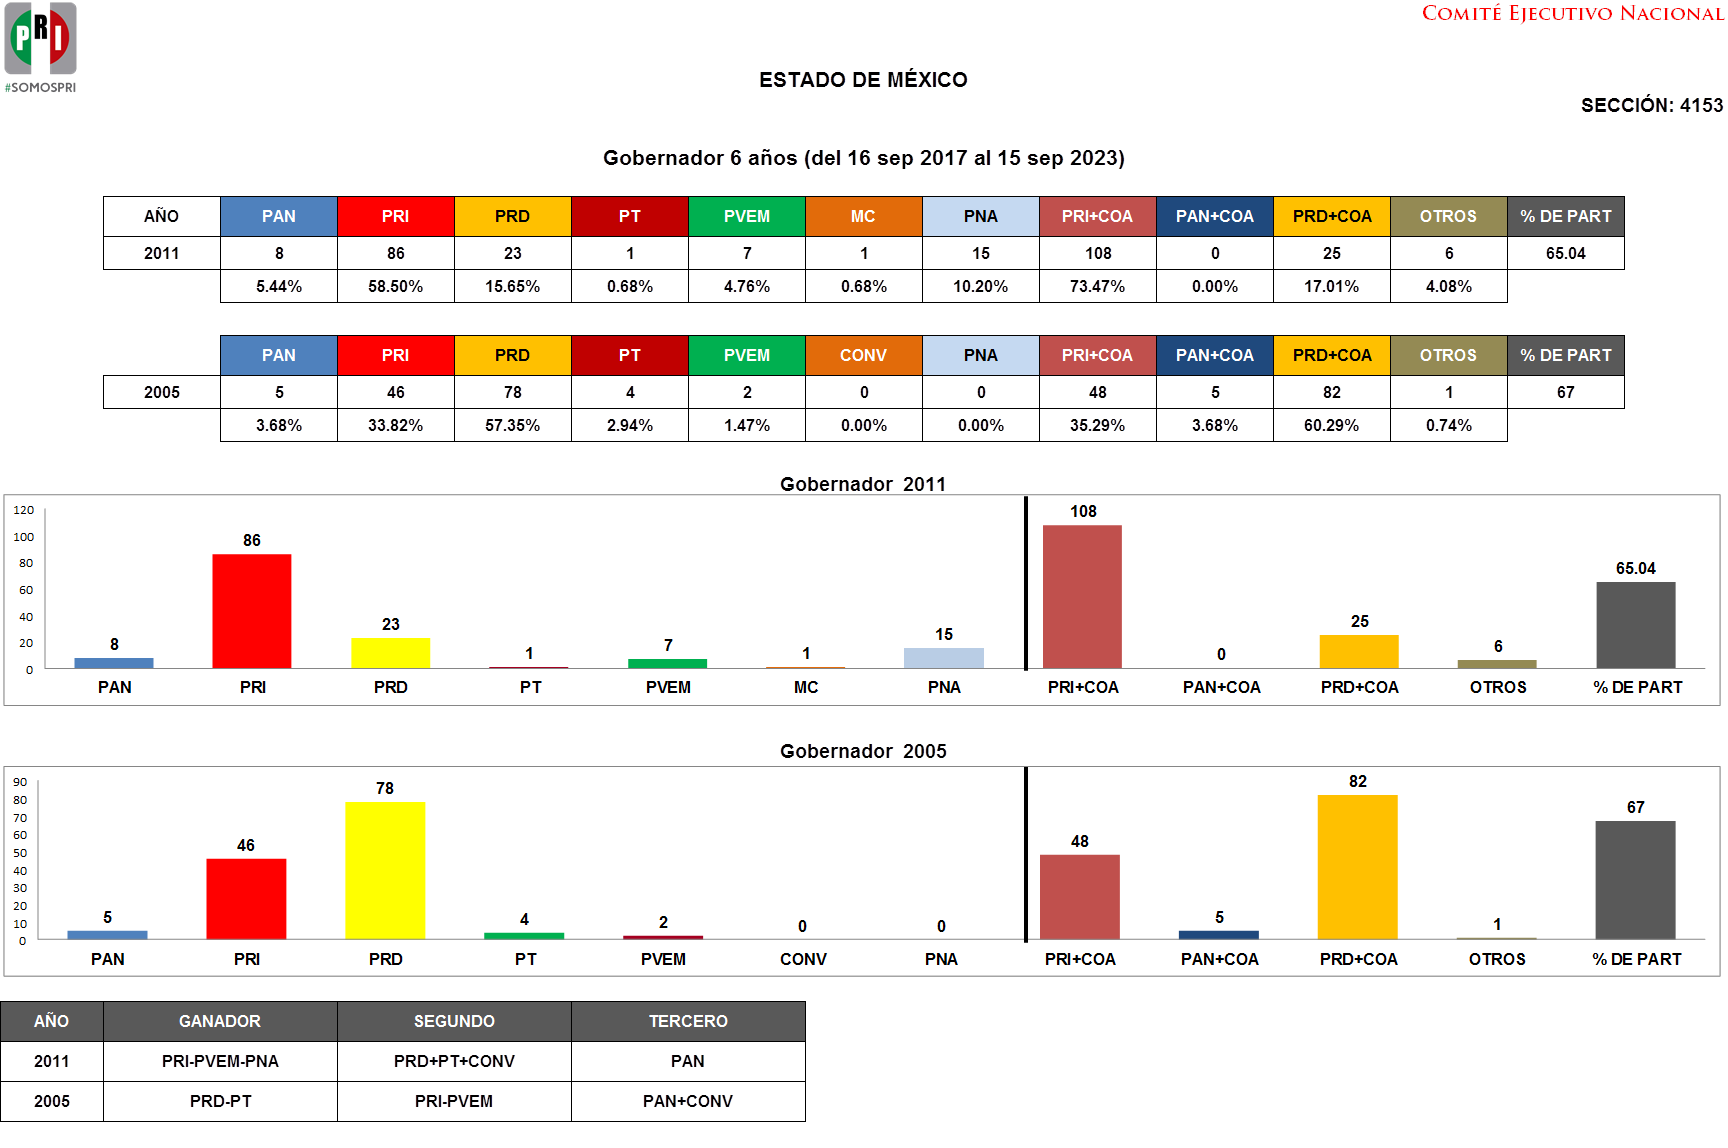 PRI
#SOMOSPRI
COMITÉ EJECUTIVO NACIONAL
ESTADO DE MÉXICO
SECCIÓN: 4153
Gobernador 6 años (del 16 sep 2017 al 15 sep 2023)
AÑO PAN PRI PRD PT PVEM MC PNA PRI+COA PAN+COA PRD+COA OTROS % DE PART
2011 8 86 23 1 7 1 15 108 0 25 6 65.04
5.44% 58.50% 15.65% 0.68% 4.76% 0.68% 10.20% 73.47% 0.00% 17.01% 4.08%
PAN PRI PRD PT PVEM CONV PNA PRI+COA PAN+COA PRD+COA OTROS % DE PART
2005 5 46 78 4 2 0 0 48 5 82 1 67
3.68% 33.82% 57.35% 2.94% 1.47% 0.00% 0.00% 35.29% 3.68% 60.29% 0.74%
Gobernador 2011
120
100
80
60
40
20
0
8 86 23 1 7 1 15 108 0 25 6 65.04
PAN PRI PRD PT PVEM MC PNA PRI+COA PAN+COA PRD+COA OTROS % DE PART
Gobernador 2005
90
80
70
60
50
40
30
20
10
0
5 46 78 4 2 0 0 48 5 82 1 67
PAN PRI PRD PT PVEM CONV PNA PRI+COA PAN+COA PRD+COA OTROS % DE PART
AÑO GANADOR SEGUNDO TERCERO
2011 PRI-PVEM-PNA PRD+PT+CONV PAN
2005 PRD-PT PRI-PVEM PAN+CONV